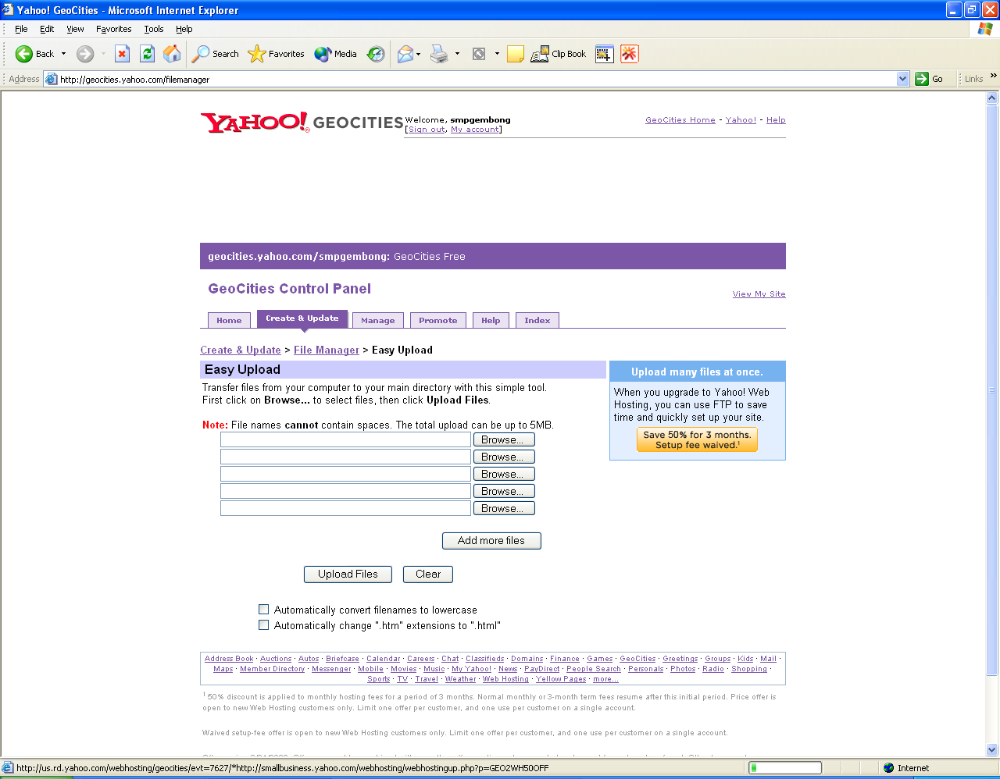 Yahoo! GeoCities - Microsoft Internet Explorer
File Edit View Favorites Tools Help
Back Search Favorites Media Clip Book
Address http://geocities.yahoo.com/filemanager Go Links »
YAHOO!® GEOCITIES Welcome, smpgembong GeoCities Home - Yahoo! - Help
[Sign out, My account]
geocities.yahoo.com/smpgembong: GeoCities Free
GeoCities Control Panel
View My Site
Home Create & Update Manage Promote Help Index
Create & Update > File Manager > Easy Upload
Easy Upload
Transfer files from your computer to your main directory with this simple tool.
First click on Browse... to select files, then click Upload Files.
Note: File names cannot contain spaces. The total upload can be up to 5MB.
Browse...
Browse...
Browse...
Browse...
Browse...
Add more files
Upload Files Clear
Automatically convert filenames to lowercase
Automatically change ".htm" extensions to ".html"
Upload many files at once.
When you upgrade to Yahoo! Web
Hosting, you can use FTP to save
time and quickly set up your site.
Save 50% for 3 months.
Setup fee waived.¹
Address Book · Auctions · Autos · Briefcase · Calendar · Careers · Chat · Classifieds · Domains · Finance · Games · GeoCities · Greetings · Groups · Kids · Mail ·
Maps · Member Directory · Messenger · Mobile · Movies · Music · My Yahoo! · News · PayDirect · People Search · Personals · Photos · Radio · Shopping ·
Sports · TV · Travel · Weather · Web Hosting · Yellow Pages · more...
¹ 50% discount is applied to monthly hosting fees for a period of 3 months. Normal monthly or 3-month term fees resume after this initial period. Price offer is
open to new Web Hosting customers only. Limit one offer per customer, and one use per customer on a single account.
Waived setup-fee offer is open to new Web Hosting customers only. Limit one offer per customer, and one use per customer on a single account.
http://us.rd.yahoo.com/webhosting/geocities/evt=7627/*http://smallbusiness.yahoo.com/webhosting/webhostingup.php?p=GEO2WH50OFF Internet